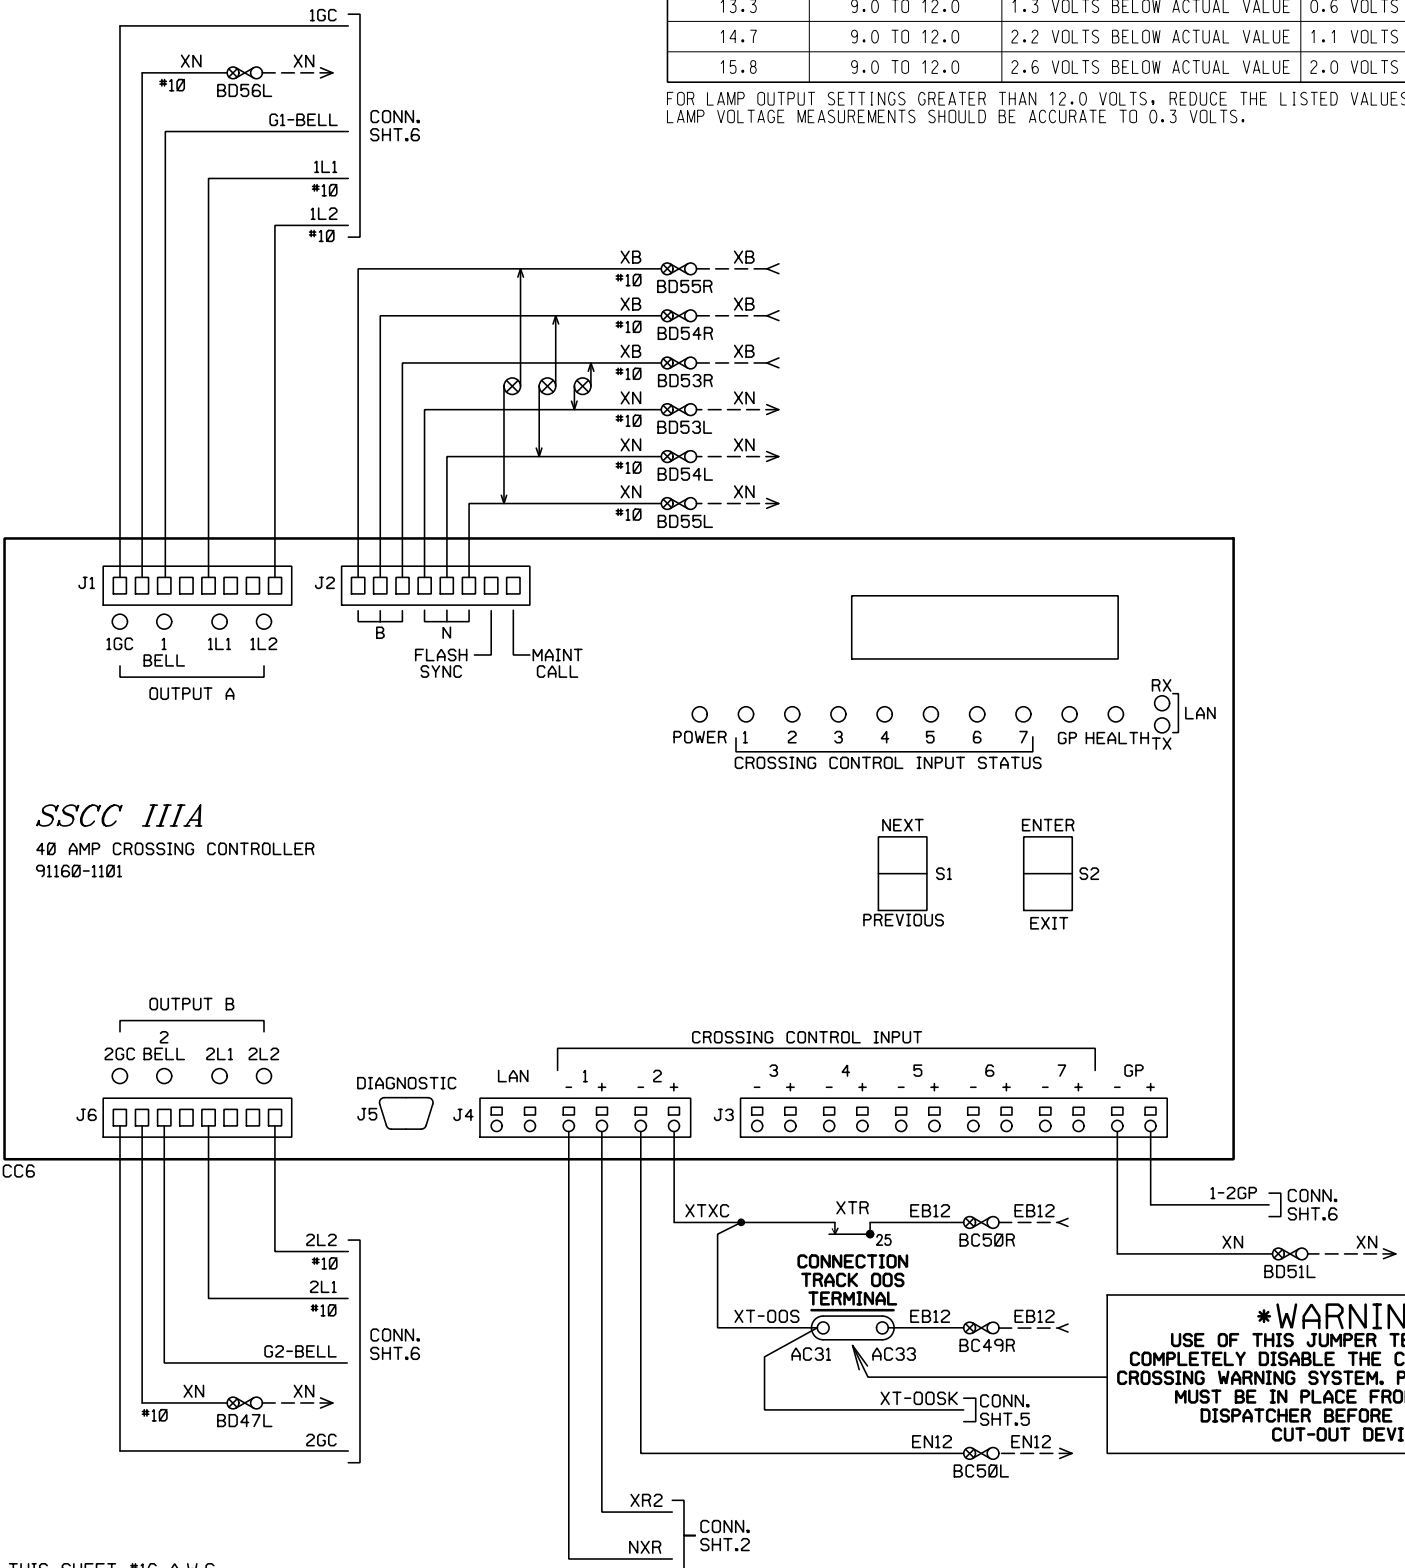 13.3 9.0 TO 12.0 1.3 VOLTS BELOW ACTUAL VALUE 0.6 VOLTS
14.7 9.0 TO 12.0 2.2 VOLTS BELOW ACTUAL VALUE 1.1 VOLTS
15.8 9.0 TO 12.0 2.6 VOLTS BELOW ACTUAL VALUE 2.0 VOLTS
FOR LAMP OUTPUT SETTINGS GREATER THAN 12.0 VOLTS, REDUCE THE LISTED VALUES
LAMP VOLTAGE MEASUREMENTS SHOULD BE ACCURATE TO 0.3 VOLTS.
1GC
XN XN
#10 BD56L
G1-BELL
CONN.
SHT.6
1L1
#10
1L2
#10
XB XB
#10 BD55R
XB XB
#10 BD54R
XB XB
#10 BD53R
XN XN
#10 BD53L
XN XN
#10 BD54L
XN XN
#10 BD55L
J1 J2
1GC 1 1L1 1L2
BELL
OUTPUT A
B N
FLASH
SYNC
MAINT
CALL
RX
LAN
TX
POWER 1 2 3 4 5 6 7 GP HEALTH
CROSSING CONTROL INPUT STATUS
SSCC IIIA
40 AMP CROSSING CONTROLLER
91160-1101
NEXT ENTER
S1 S2
PREVIOUS EXIT
OUTPUT B
2
2GC BELL 2L1 2L2
J6
DIAGNOSTIC
J5
CROSSING CONTROL INPUT
LAN 1 2 3 4 5 6 7 GP
- + - + - + - + - + - + - + - +
J4 J3
CC6
1-2GP
CONN.
SHT.6
XN XN
BD51L
XTXC XTR EB12 EB12
25 BC50R
CONNECTION
TRACK OOS
TERMINAL
XT-OOS EB12 EB12
AC31 AC33 BC49R
XT-OOSK
CONN.
SHT.5
EN12 EN12
BC50L
*WARNIN
USE OF THIS JUMPER TE
COMPLETELY DISABLE THE C
CROSSING WARNING SYSTEM. P
MUST BE IN PLACE FRO
DISPATCHER BEFORE
CUT-OUT DEVI
2L2
#10
2L1
#10
CONN.
SHT.6
G2-BELL
XN XN
#10 BD47L
2GC
XR2
CONN.
SHT.2
NXR
THIS SHEET #16 A.W.G.